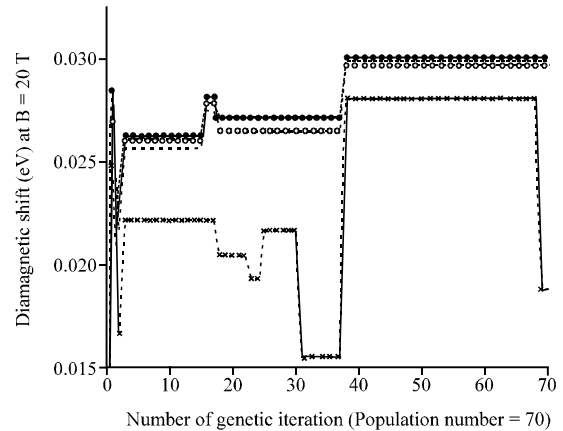 Diamagnetic shift (eV) at B = 20 T
0.030
0.025
0.020
0.015
0 10 20 30 40 50 60 70
Number of genetic iteration (Population number = 70)